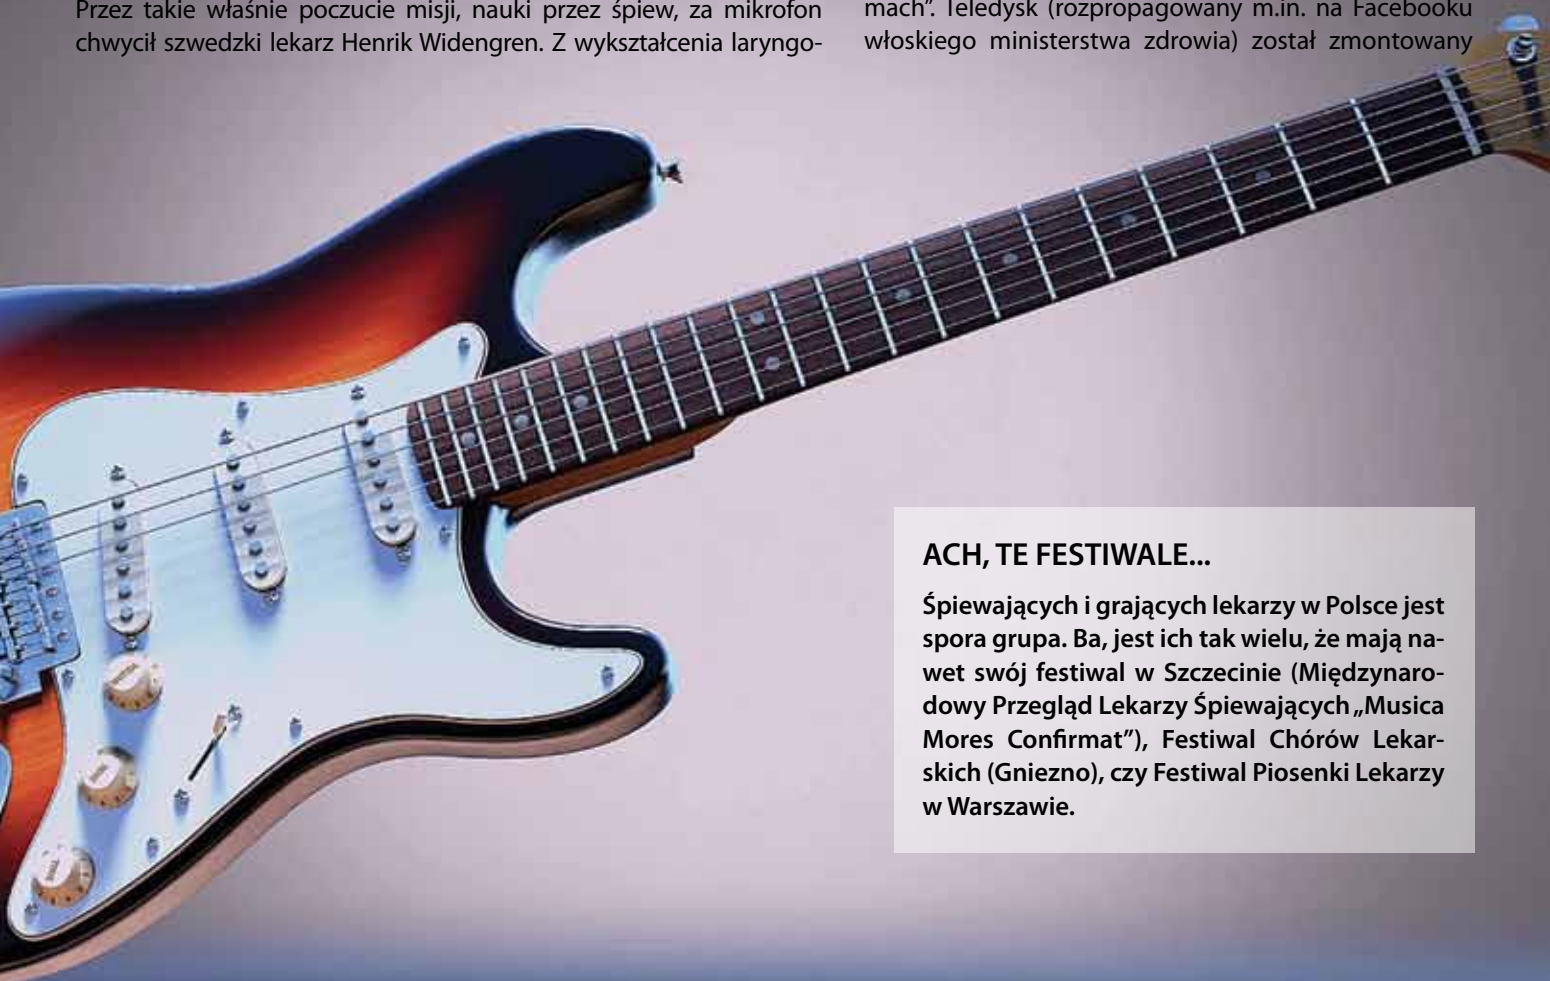 Przez takie właśnie poczucie misji, nauki przez śpiew, za mikrofon
chwycił szwedzki lekarz Henrik Widengren. Z wykształcenia laryngo-
mach”. Teledysk (rozpropagowany m.in. na Facebooku
włoskiego ministerstwa zdrowia) został zmontowany
ACH, TE FESTIWALE...
Śpiewających i grających lekarzy w Polsce jest
spora grupa. Ba, jest ich tak wielu, że mają na-
wet swój festiwal w Szczecinie (Międzynaro-
dowy Przegląd Lekarzy Śpiewających „Musica
Mores Confirmat”), Festiwal Chórów Lekar-
skich (Gniezno), czy Festiwal Piosenki Lekarzy
w Warszawie.